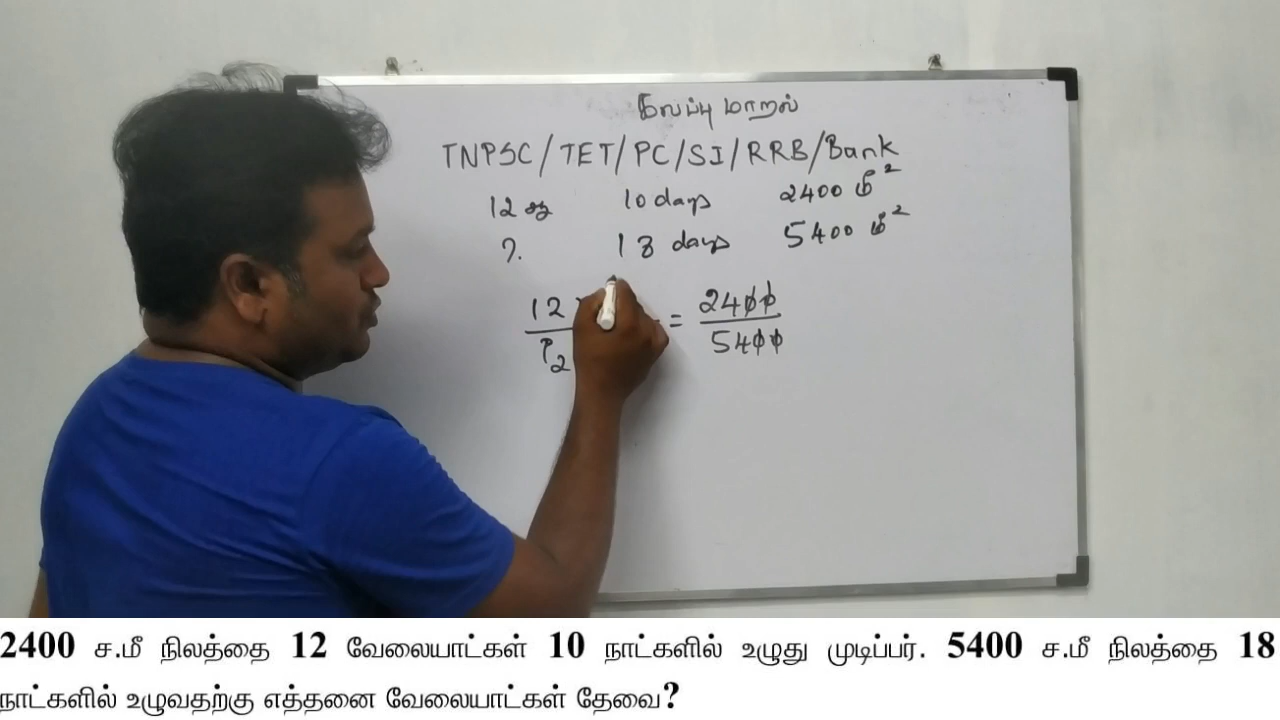 கலப்பு மாறல்
TNPSC/TET/PC/SI/RRB/Bank
12 ஆ 10 days 2400 மீ²
?. 18 days 5400 மீ²
12 = 2400
P₂ 5400
2400 ச.மீ நிலத்தை 12 வேலையாட்கள் 10 நாட்களில் உழுது முடிப்பர். 5400 ச.மீ நிலத்தை 18
நாட்களில் உழுவதற்கு எத்தனை வேலையாட்கள் தேவை?